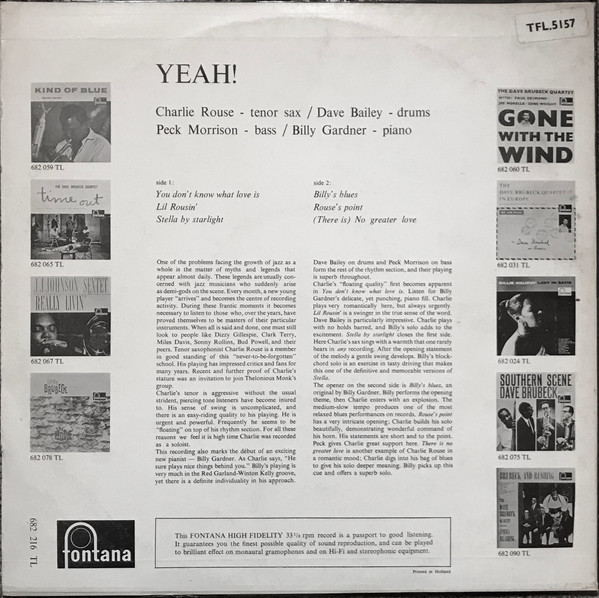 TFL.5157
YEAH!
Charlie Rouse - tenor sax / Dave Bailey - drums
Peck Morrison - bass / Billy Gardner - piano
KIND OF BLUE
682 059 TL
THE DAVE BRUBECK QUARTET
time out
682 065 TL
ELLINGTON SEXTET
REALLY LIVE!
682 067 TL
BRUBECK
682 078 TL
side 1:
You don't know what love is
Lil Rousin'
Stella by starlight
side 2:
Billy's blues
Rouse's point
(There is) No greater love
THE DAVE BRUBECK QUARTET
GONE
WITH THE
WIND
682 060 TL
THE
DAVE BRUBECK QUARTET
IN EUROPE
682 031 TL
BILLIE HOLIDAY LADY IN SATIN
682 024 TL
SOUTHERN SCENE
DAVE BRUBECK
682 075 TL
BRUBECK AND RUSHING
682 090 TL
One of the problems facing the growth of jazz as a
whole is the matter of myths and legends that
appear almost daily. These legends are usually con-
cerned with jazz musicians who suddenly arise
as demi-gods on the scene. Every month, a new young
player "arrives" and becomes the centre of recording
activity. During these frantic moments it becomes
necessary to listen to those who, over the years, have
proved themselves to be masters of their particular
instruments. When all is said and done, one must still
look to people like Dizzy Gillespie, Clark Terry,
Miles Davis, Sonny Rollins, Bud Powell, and their
peers. Tenor saxophonist Charlie Rouse is a member
in good standing of this "never-to-be-forgotten"
school. His playing has impressed critics and fans for
many years. Recent and further proof of Charlie's
stature was an invitation to join Thelonious Monk's
group.
Charlie's tenor is aggressive without the usual
strident, piercing tone listeners have become inured
to. His sense of swing is uncomplicated, and
there is an easy-riding quality to his playing. He is
urgent and powerful. Frequently he seems to be
"floating" on top of his rhythm section. For all these
reasons we feel it is high time Charlie was recorded
as a soloist.
This recording also marks the début of an exciting
new pianist — Billy Gardner. As Charlie says, "He
sure plays nice things behind you." Billy's playing is
very much in the Red Garland-Winton Kelly groove,
yet there is a definite individuality in his approach.
Dave Bailey on drums and Peck Morrison on bass
form the rest of the rhythm section, and their playing
is superb throughout.
Charlie's "floating quality" first becomes apparent
in You don't know what love is. Listen for Billy
Gardner's delicate, yet punching, piano fill. Charlie
plays very romantically here, but always urgently.
Lil Rousin' is a swinger in the true sense of the word.
Dave Bailey is particularly impressive. Charlie plays
with no holds barred, and Billy's solo adds to the
excitement. Stella by starlight closes the first side.
Here Charlie's sax sings with a warmth that one rarely
hears on any recording. After the opening statement
of the melody a gentle swing develops. Billy's block-
chord solo is an exercise in tasty driving that makes
this one of the definitive and memorable versions of
Stella.
The opener on the second side is Billy's blues, an
original by Billy Gardner. Billy performs the opening
theme, then Charlie enters with an explosion. The
medium-slow tempo produces one of the most
relaxed blues performances on records. Rouse's point
has a very intricate opening; Charlie builds his solo
beautifully, demonstrating wonderful command of
his horn. His statements are short and to the point.
Peck gives Charlie great support here. There is no
greater love is another example of Charlie Rouse in
a romantic mood; Charlie digs into his bag of blues
to give his solo deeper meaning. Billy picks up this
cue and offers a superb solo.
682 216 TL
fontana
This FONTANA HIGH FIDELITY 33⅓ rpm record is a passport to good listening.
It guarantees you the finest possible quality of sound reproduction, and can be played
to brilliant effect on monaural gramophones and on Hi-Fi and stereophonic equipment.
Printed in Holland